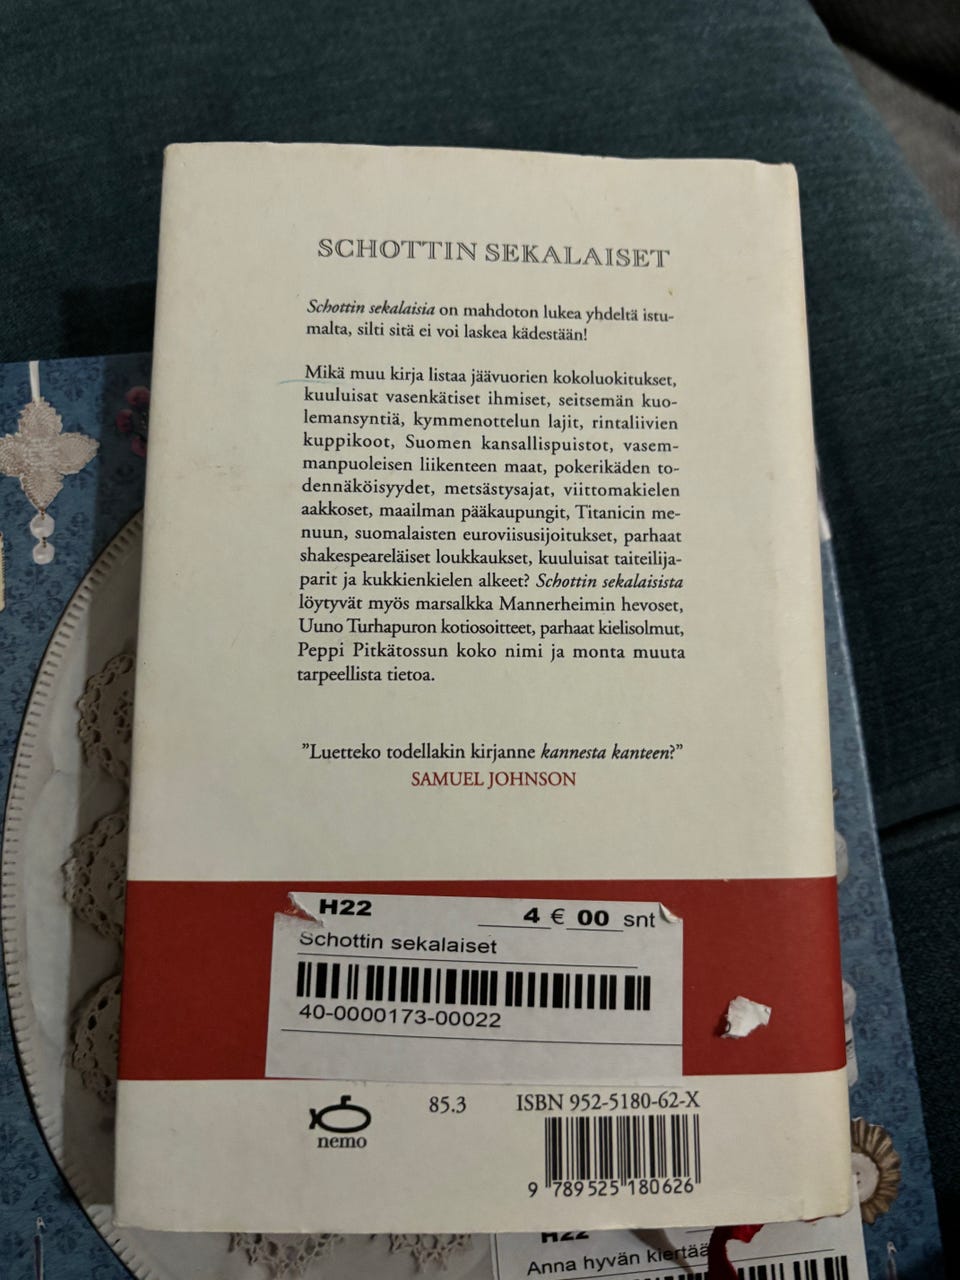 SCHOTTIN SEKALAISET
Schottin sekalaisia on mahdoton lukea yhdeltä istu-
malta, silti sitä ei voi laskea kädestään!
Mikä muu kirja listaa jäävuorien kokoluokitukset,
kuuluisat vasenkätiset ihmiset, seitsemän kuo-
lemansyntiä, kymmenottelun lajit, rintaliivien
kuppikoot, Suomen kansallispuistot, vasem-
manpuoleisen liikenteen maat, pokerikäden to-
dennäköisyydet, metsästysajat, viittomakielen
aakkoset, maailman pääkaupungit, Titanicin me-
nuun, suomalaisten euroviisusijoitukset, parhaat
shakespeareläiset loukkaukset, kuuluisat taiteilija-
parit ja kukkienkielen alkeet? Schottin sekalaisista
löytyvät myös marsalkka Mannerheimin hevoset,
Uuno Turhapuron kotiosoitteet, parhaat kielisolmut,
Peppi Pitkätossun koko nimi ja monta muuta
tarpeellista tietoa.
”Luetteko todellakin kirjanne kannesta kanteen?”
SAMUEL JOHNSON
H22 4 € 00 snt
Schottin sekalaiset
40-0000173-00022
nemo
85.3
ISBN 952-5180-62-X
9 789525 180626
H22
Anna hyvän kiertää